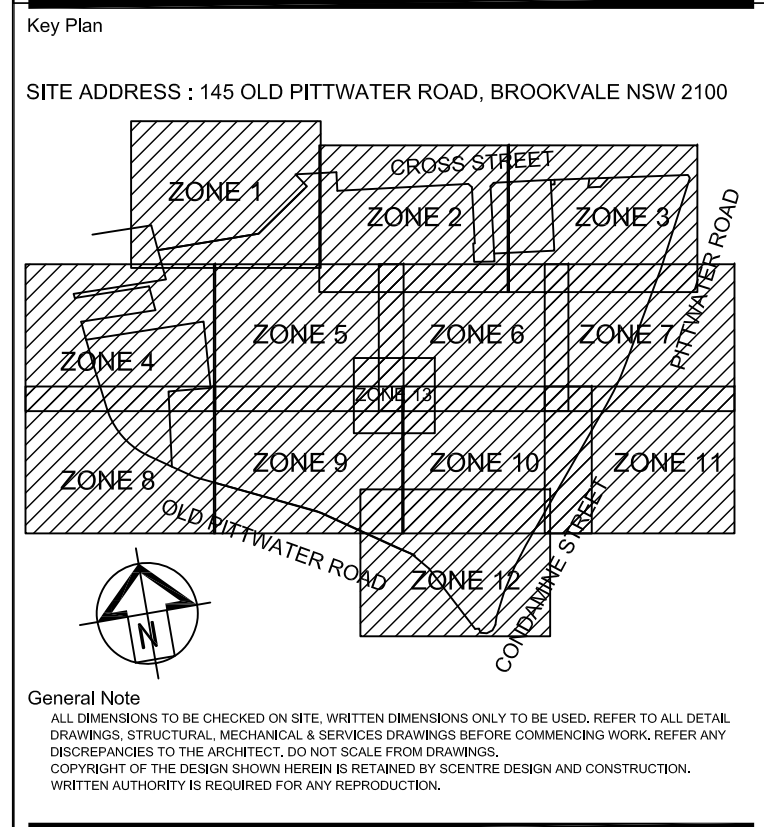 Key Plan
SITE ADDRESS : 145 OLD PITTWATER ROAD, BROOKVALE NSW 2100
CROSS STREET
ZONE 1
ZONE 2
ZONE 3
PITTWATER ROAD
ZONE 4
ZONE 5
ZONE 6
ZONE 7
ZONE 13
ZONE 8
ZONE 9
ZONE 10
ZONE 11
OLD PITTWATER ROAD
ZONE 12
CONDAMINE STREET
N
General Note
ALL DIMENSIONS TO BE CHECKED ON SITE, WRITTEN DIMENSIONS ONLY TO BE USED. REFER TO ALL DETAIL
DRAWINGS, STRUCTURAL, MECHANICAL & SERVICES DRAWINGS BEFORE COMMENCING WORK. REFER ANY
DISCREPANCIES TO THE ARCHITECT. DO NOT SCALE FROM DRAWINGS.
COPYRIGHT OF THE DESIGN SHOWN HEREIN IS RETAINED BY SCENTRE DESIGN AND CONSTRUCTION.
WRITTEN AUTHORITY IS REQUIRED FOR ANY REPRODUCTION.